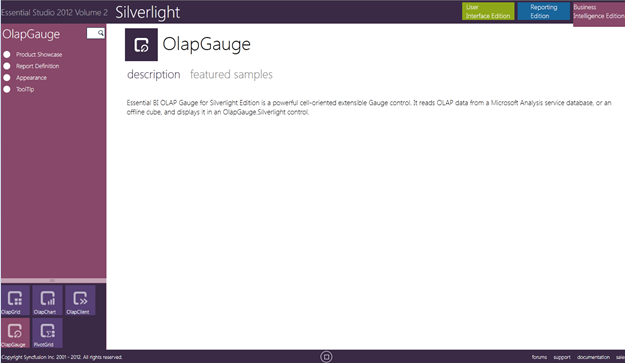 Essential Studio 2012 Volume 2
Silverlight
User
Interface Edition
Reporting
Edition
Business
Intelligence Edition
OlapGauge
Product Showcase
Report Definition
Appearance
ToolTip
OlapGauge
description featured samples
Essential BI OLAP Gauge for Silverlight Edition is a powerful cell-oriented extensible Gauge control. It reads OLAP data from a Microsoft Analysis service database, or an
offline cube, and displays it in an OlapGauge.Silverlight control.
OlapGrid OlapChart OlapClient
OlapGauge PivotGrid
Copyright Syncfusion Inc. 2001 - 2012. All rights reserved.
forums support documentation sale